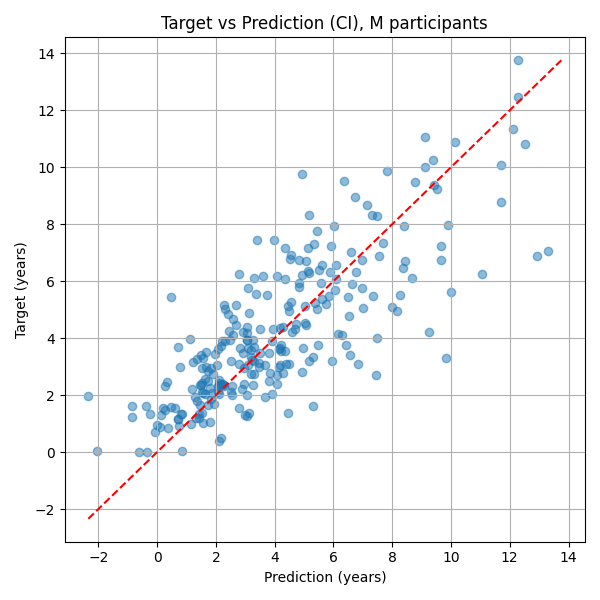 Target vs Prediction (CI), M participants
14
12
10
8
6
4
2
0
−2
Target (years)
−2 0 2 4 6 8 10 12 14
Prediction (years)